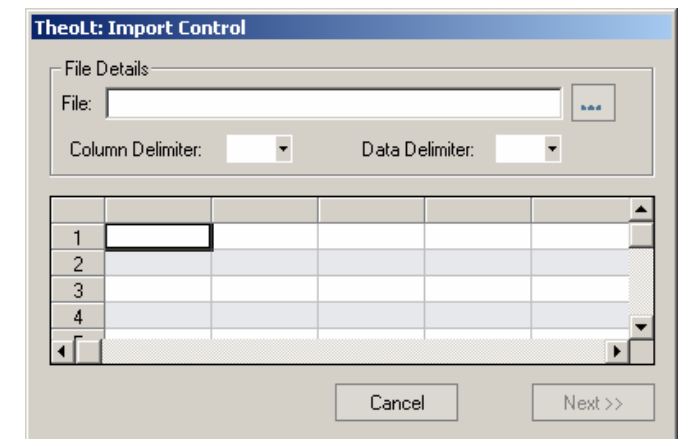 TheoLt: Import Control
File Details
File: ...
Column Delimiter: Data Delimiter:
1
2
3
4
Cancel Next >>